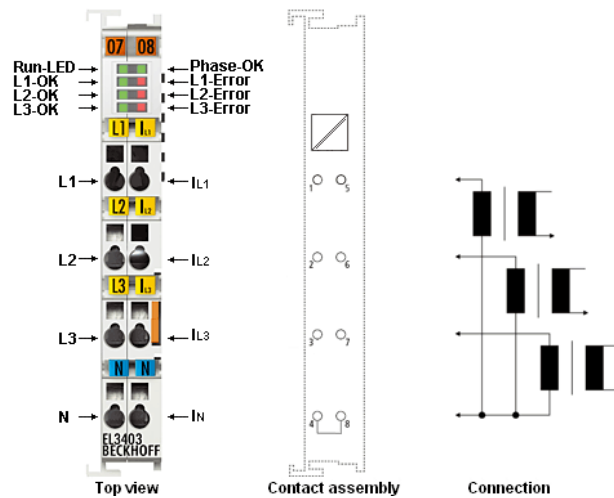 07 08
Run-LED
Phase-OK
L1-OK
L1-Error
L2-OK
L2-Error
L3-OK
L3-Error
L1 IL1
L1
IL1
L2 IL2
L2
IL2
L3 IL3
L3
IL3
N N
N
IN
EL3403
BECKHOFF
1 5
2 6
3 7
4 8
Top view
Contact assembly
Connection